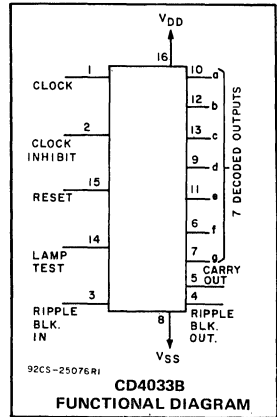 VDD
16
1
CLOCK
2
CLOCK
INHIBIT
15
RESET
14
LAMP
TEST
3
RIPPLE
BLK.
IN
10 a
12 b
13 c
9 d
11 e
6 f
7 g
7 DECODED OUTPUTS
CARRY
5 OUT
4
RIPPLE
BLK.
OUT.
8
VSS
92CS-25076R1
CD4033B
FUNCTIONAL DIAGRAM